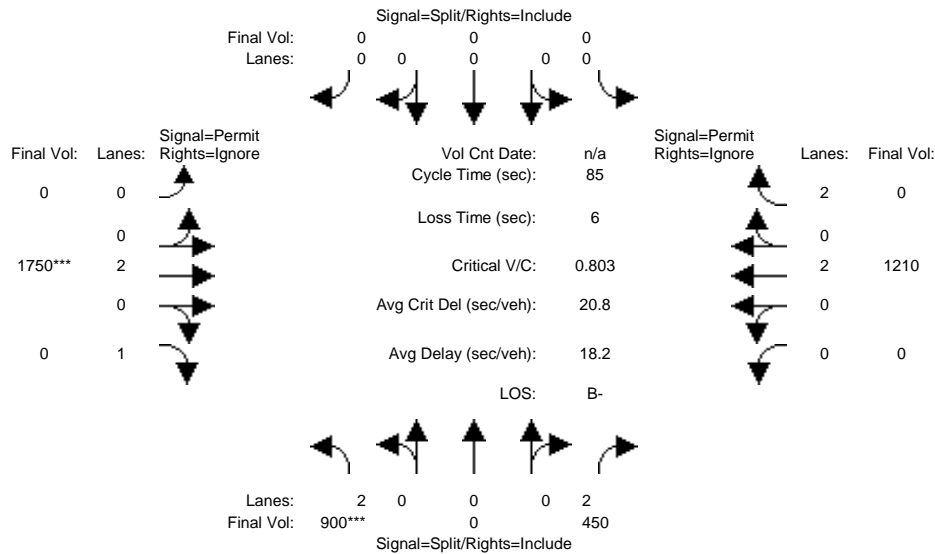 Signal=Split/Rights=Include
Final Vol: 0 0 0
Lanes: 0 0 0 0 0
Signal=Permit Signal=Permit
Final Vol: Lanes: Rights=Ignore Vol Cnt Date: n/a Rights=Ignore Lanes: Final Vol:
Cycle Time (sec): 85
0 0 2 0
Loss Time (sec): 6
0 0
1750*** 2 Critical V/C: 0.803 2 1210
0 Avg Crit Del (sec/veh): 20.8 0
0 1 Avg Delay (sec/veh): 18.2 0 0
LOS: B-
Lanes: 2 0 0 0 2
Final Vol: 900*** 0 450
Signal=Split/Rights=Include